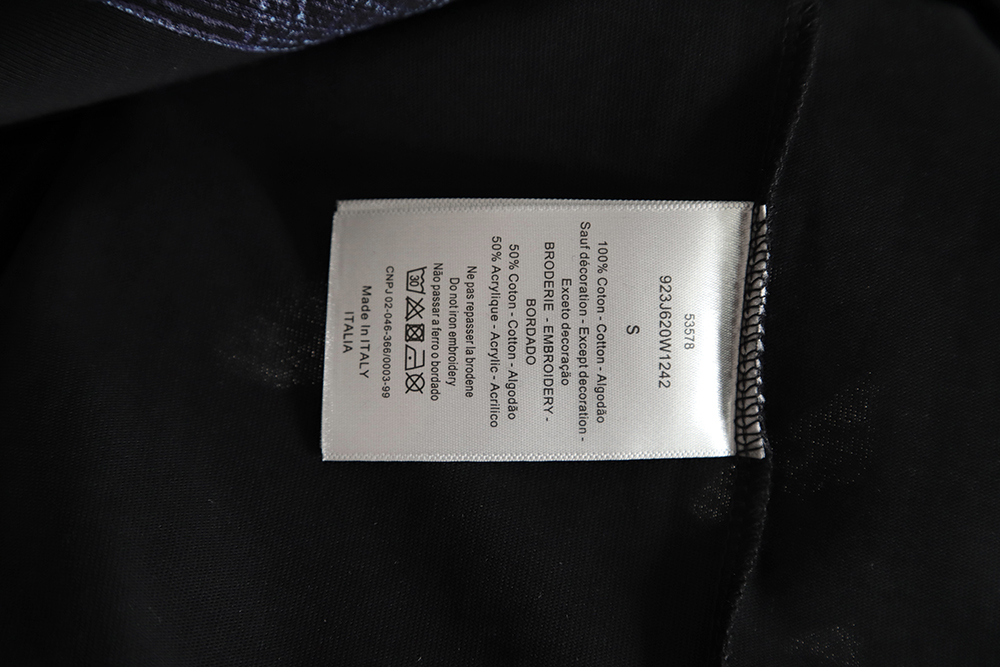 53578
923J620W1242
S
100% Coton - Cotton - Algodão
Sauf décoration - Except decoration -
Exceto decoração
BRODERIE - EMBROIDERY -
BORDADO
50% Coton - Cotton - Algodão
50% Acrylique - Acrylic - Acrilico
Ne pas repasser la brodene
Do not iron embroidery
Não passar a ferro o bordado
30
CNPJ 02-046-366/0003-99
Made In ITALY
ITALIA